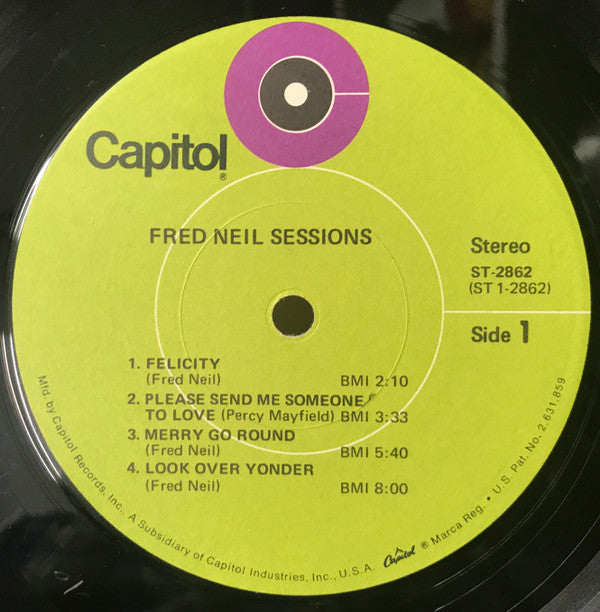 Capitol®
FRED NEIL SESSIONS
Stereo
ST-2862
(ST 1-2862)
Side 1
1. FELICITY
(Fred Neil) BMI 2:10
2. PLEASE SEND ME SOMEONE
TO LOVE (Percy Mayfield) BMI 3:33
3. MERRY GO ROUND
(Fred Neil) BMI 5:40
4. LOOK OVER YONDER
(Fred Neil) BMI 8:00
Mfd. by Capitol Records, Inc., A Subsidiary of Capitol Industries, Inc., U.S.A. Capitol ® Marca Reg. • U.S. Pat. No. 2,631,859